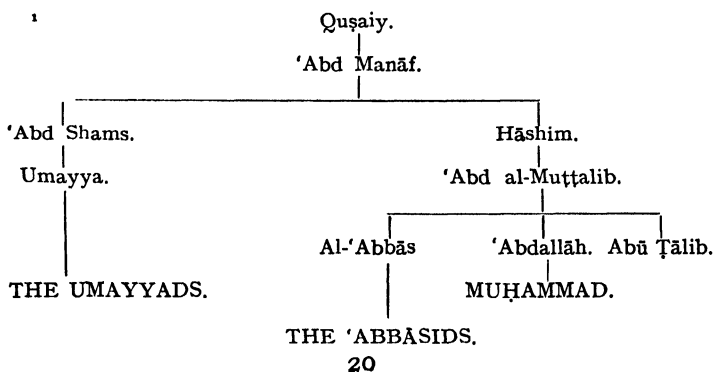 1 Quṣaiy.
‘Abd Manāf.
‘Abd Shams. Hāshim.
Umayya. ‘Abd al-Muṭṭalib.
Al-‘Abbās ‘Abdallāh. Abū Ṭālib.
THE UMAYYADS. MUḤAMMAD.
THE ‘ABBĀSIDS.
20